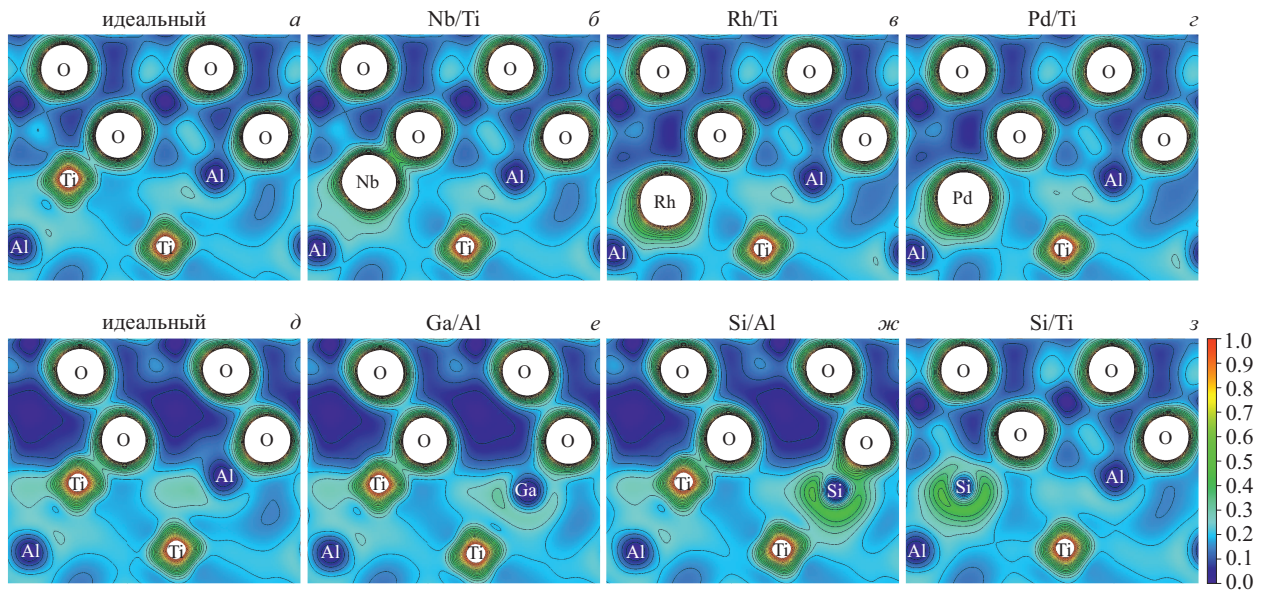 идеальный а Nb/Ti б Rh/Ti в Pd/Ti г
O O O O O O O O
O O O O O O O O
Ti Al Nb Al Rh Al Pd Al
Al Ti Al Ti Al Ti Al Ti
идеальный д Ga/Al е Si/Al ж Si/Ti з
1.0
0.9
0.8
0.7
0.6
0.5
0.4
0.3
0.2
0.1
0.0
O O O O O O O O
O O O O O O O O
Ti Al Ti Ga Ti Si Si Al
Al Ti Al Ti Al Ti Al Ti